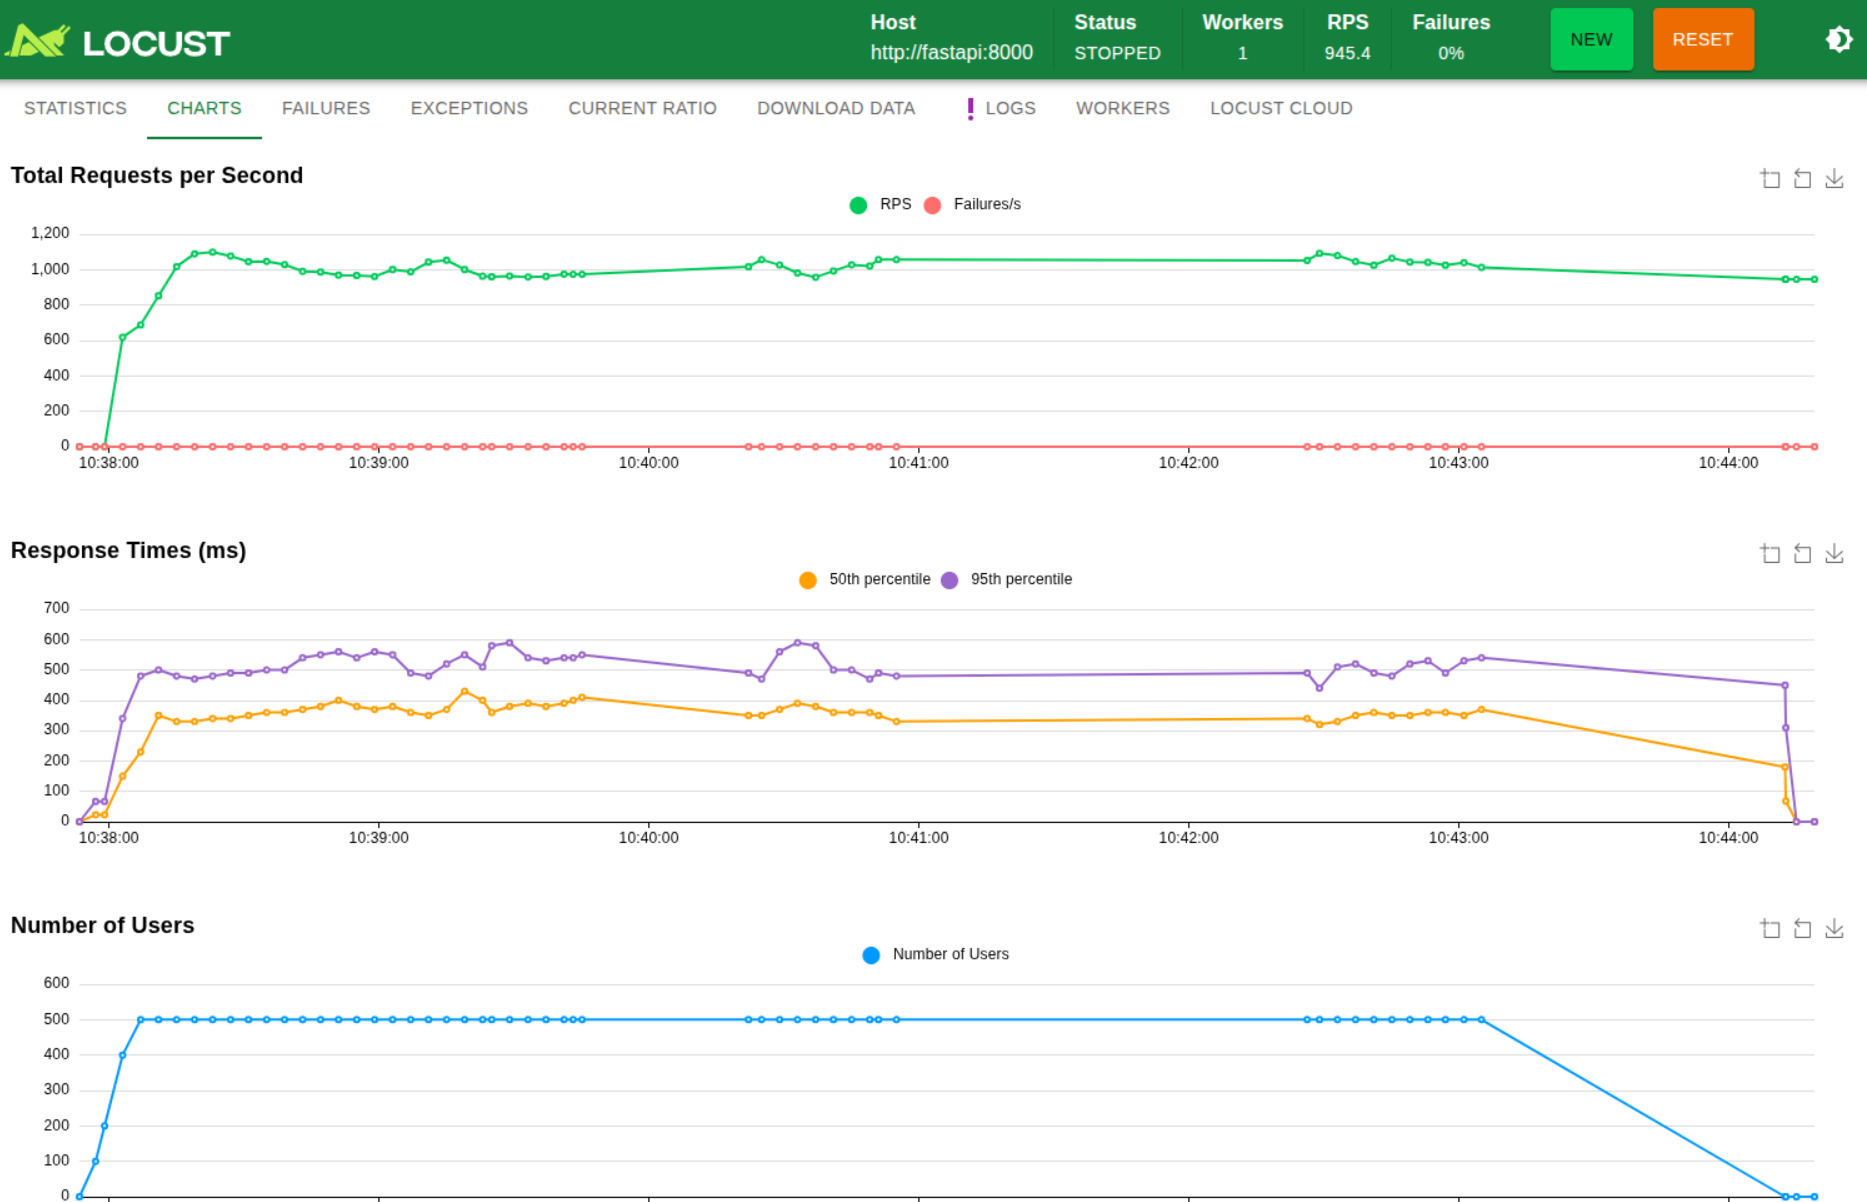 LOCUST
Host
http://fastapi:8000
Status
STOPPED
Workers
1
RPS
945.4
Failures
0%
NEW
RESET
STATISTICS CHARTS FAILURES EXCEPTIONS CURRENT RATIO DOWNLOAD DATA ! LOGS WORKERS LOCUST CLOUD
Total Requests per Second
RPS Failures/s
1,200
1,000
800
600
400
200
0
10:38:00 10:39:00 10:40:00 10:41:00 10:42:00 10:43:00 10:44:00
Response Times (ms)
50th percentile 95th percentile
700
600
500
400
300
200
100
0
10:38:00 10:39:00 10:40:00 10:41:00 10:42:00 10:43:00 10:44:00
Number of Users
Number of Users
600
500
400
300
200
100
0